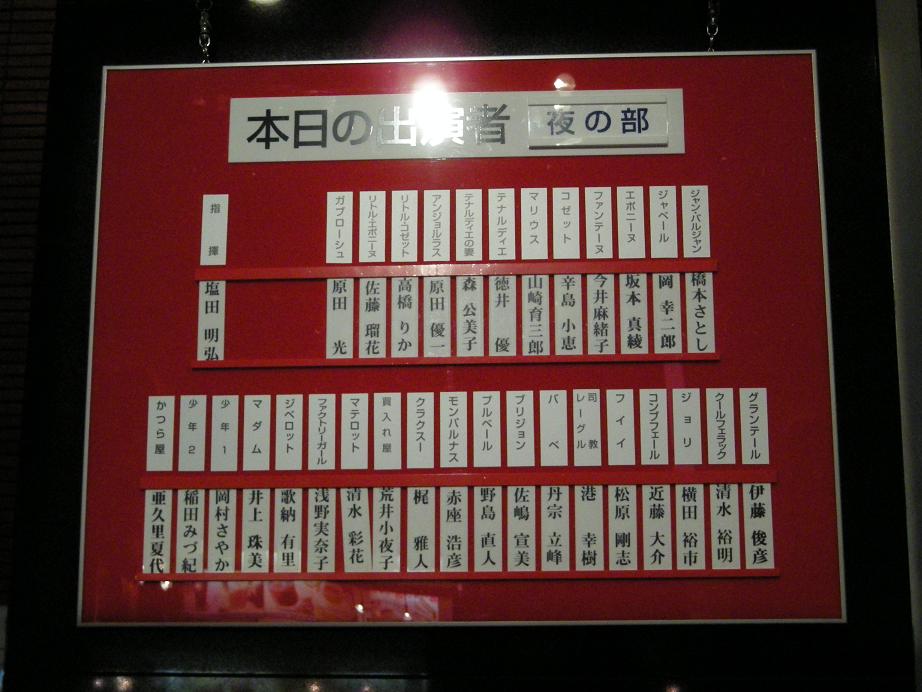 本日の出演者 夜の部
ジャン・バルジャン 橋本さとし
ジャベール 岡 幸二郎
エポニーヌ 坂本 真綾
ファンテーヌ 今井麻緒子
コゼット 辛島 小恵
マリウス 山崎育三郎
テナルディエ 徳井 優
テナルディエの妻 森 公美子
アンジョルラス 原田 優一
リトル・コゼット 高橋 りか
リトル・エポニーヌ 佐藤 瑠花
ガブローシュ 原田 光
指揮 塩田 明弘
グランテール 伊藤 俊彦
クールフェラック 清水 裕明
ジョリ 横田 裕市
コンブフェール 近藤 大介
フイイ 松原 剛志
司教 レーグル 港 幸樹
バベ 丹宗 立峰
ブリジョン 佐嶋 宣美
プルベール 野島 直人
モンパルナス 赤座 浩彦
クラクスー 梶 雅人
買入れ屋 荒井小夜子
マテロット 清水 彩花
ファクトリーガール 浅野実奈子
ジベロット 歌納 有里
マダム 井上 珠美
少年1 岡村さやか
少年2 稲田みづ紀
かつら屋 亜久里夏代